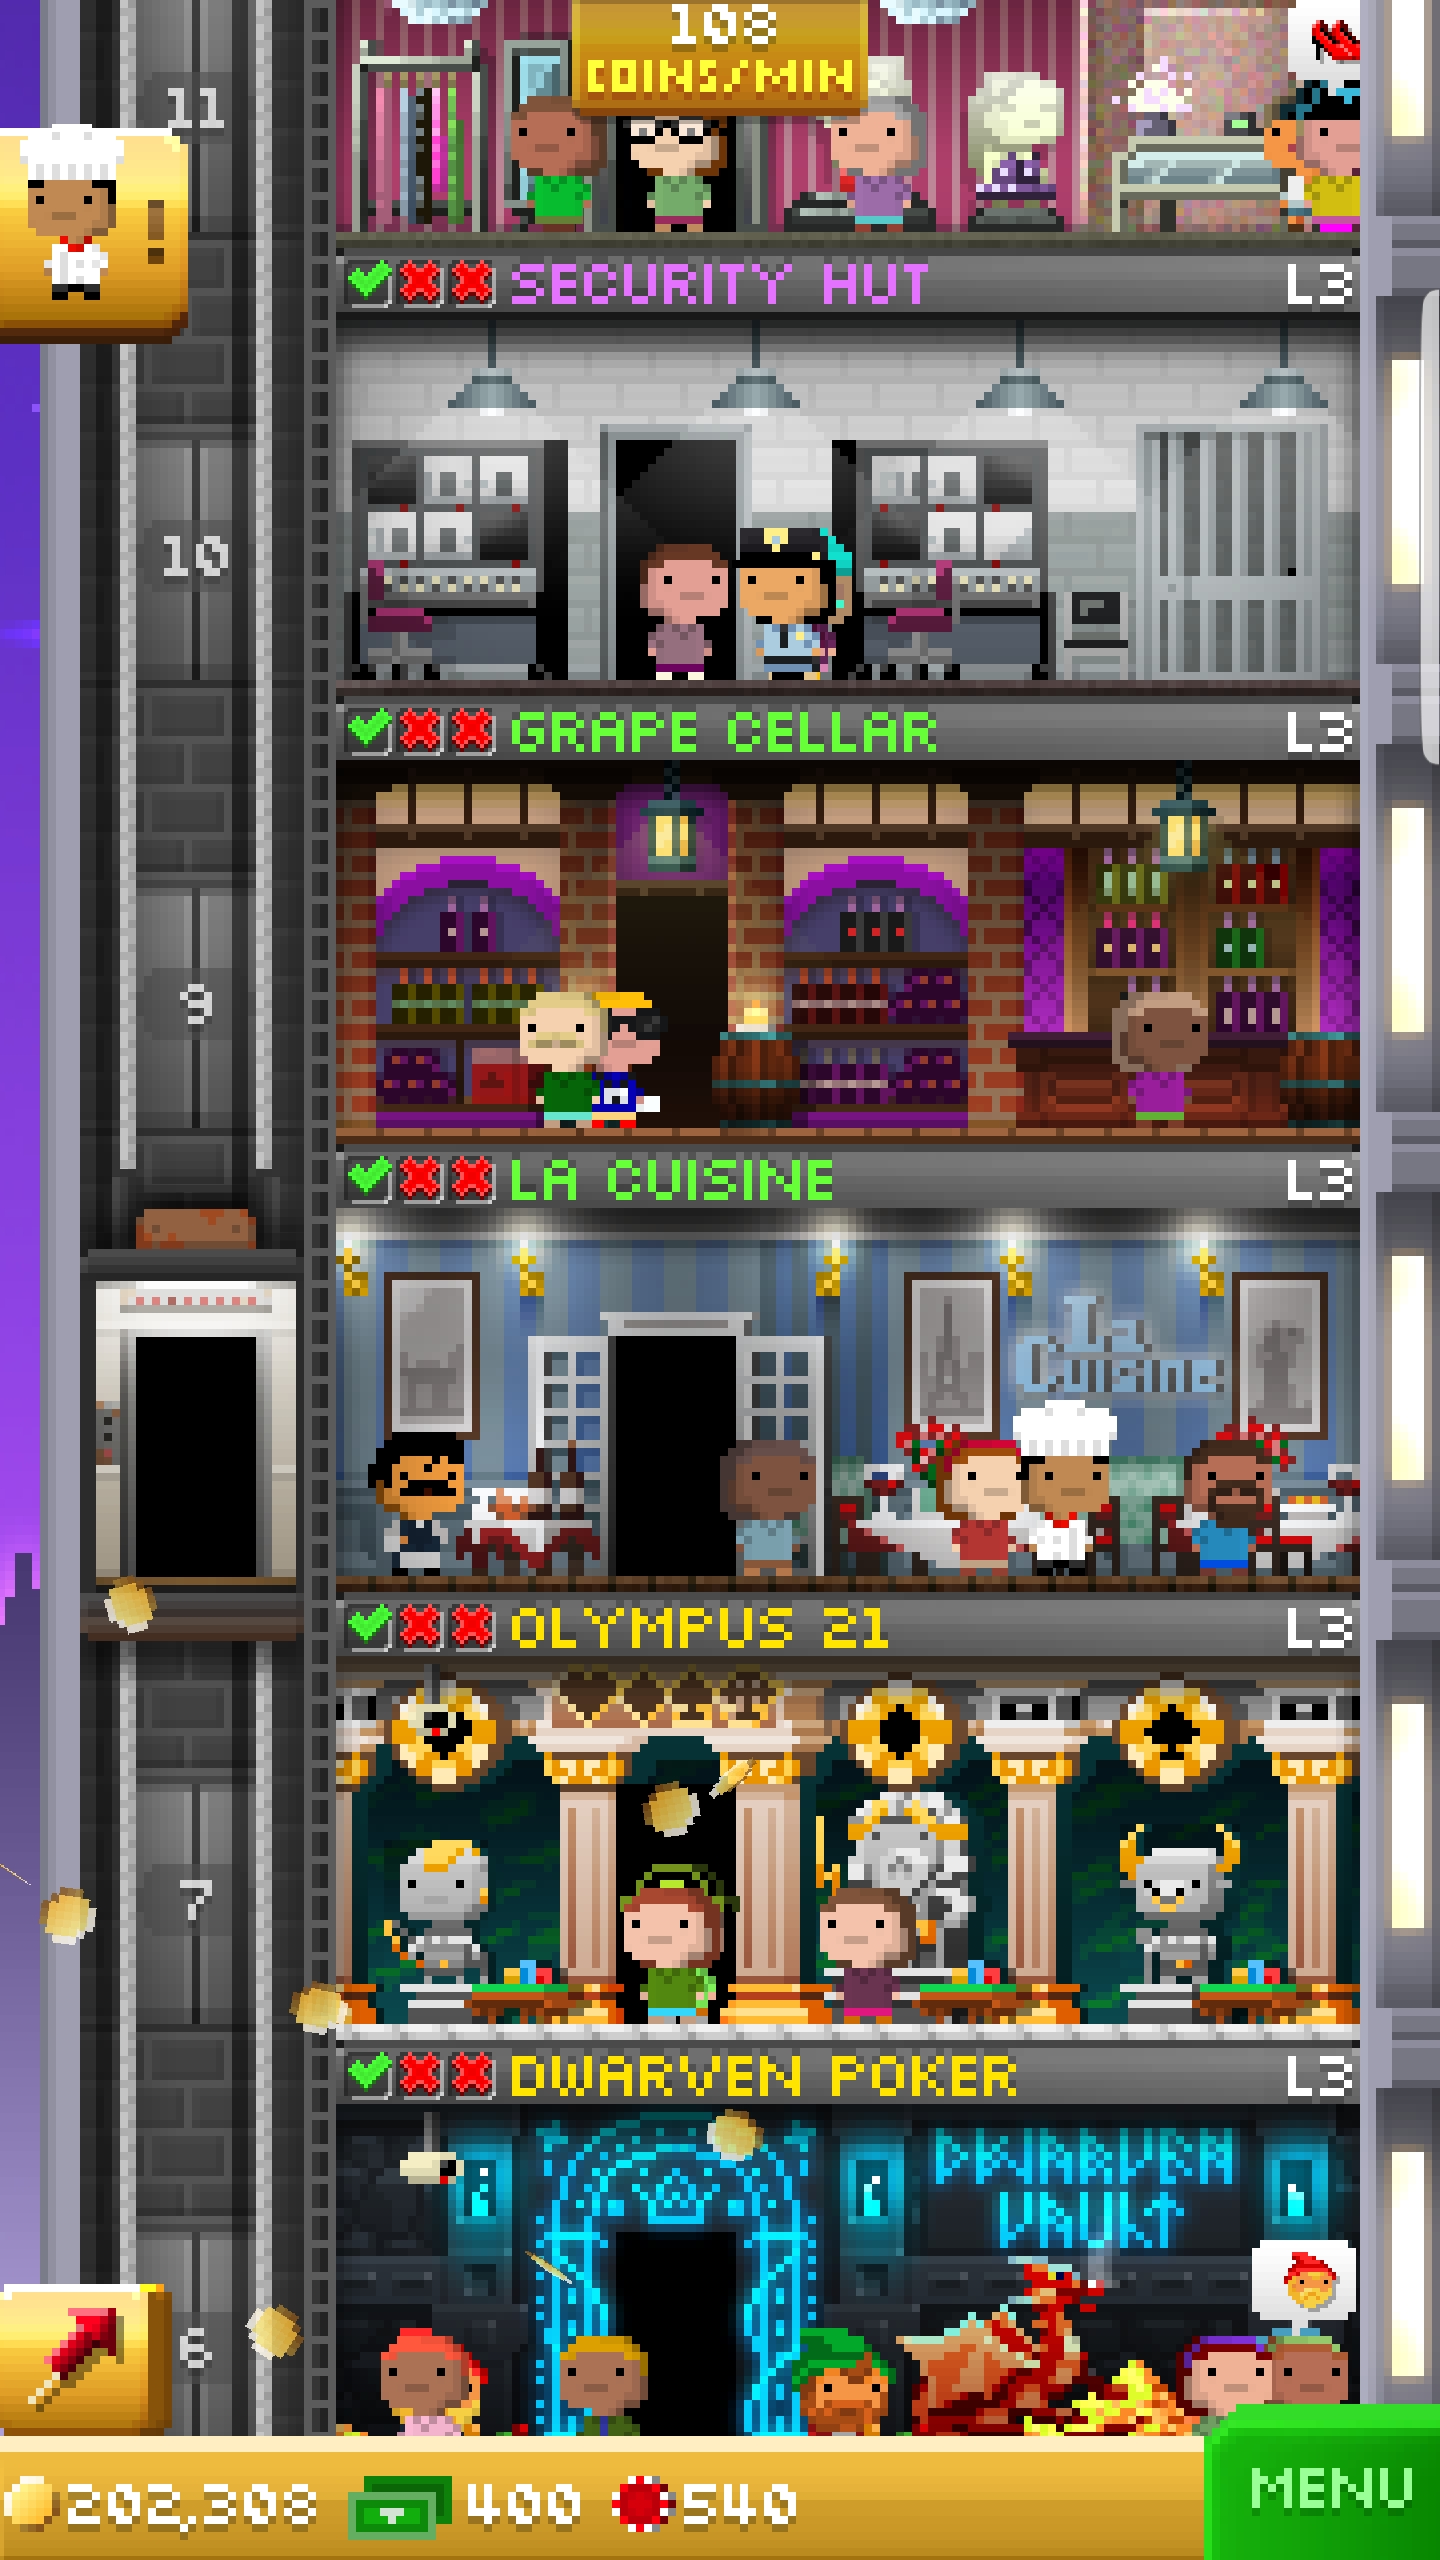 108
COINS/MIN
11
SECURITY HUT L3
10
GRAPE CELLAR L3
9
LA CUISINE L3
La
Cuisine
OLYMPUS 21 L3
7
DWARVEN POKER L3
DWARVEN
VAULT
6
202,308 400 540
MENU